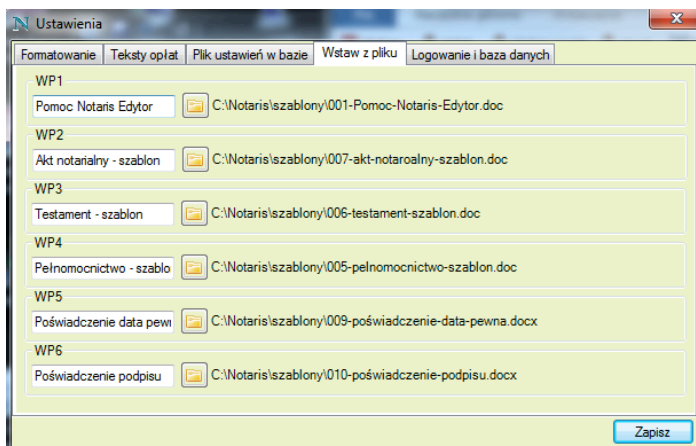 Ustawienia
Formatowanie Teksty opłat Plik ustawień w bazie Wstaw z pliku Logowanie i baza danych
WP1
Pomoc Notaris Edytor C:\Notaris\szablony\001-Pomoc-Notaris-Edytor.doc
WP2
Akt notarialny - szablon C:\Notaris\szablony\007-akt-notaroalny-szablon.doc
WP3
Testament - szablon C:\Notaris\szablony\006-testament-szablon.doc
WP4
Pełnomocnictwo - szablo C:\Notaris\szablony\005-pelnomocnictwo-szablon.doc
WP5
Poświadczenie data pewn C:\Notaris\szablony\009-poświadczenie-data-pewna.docx
WP6
Poświadczenie podpisu C:\Notaris\szablony\010-poświadczenie-podpisu.docx
Zapisz